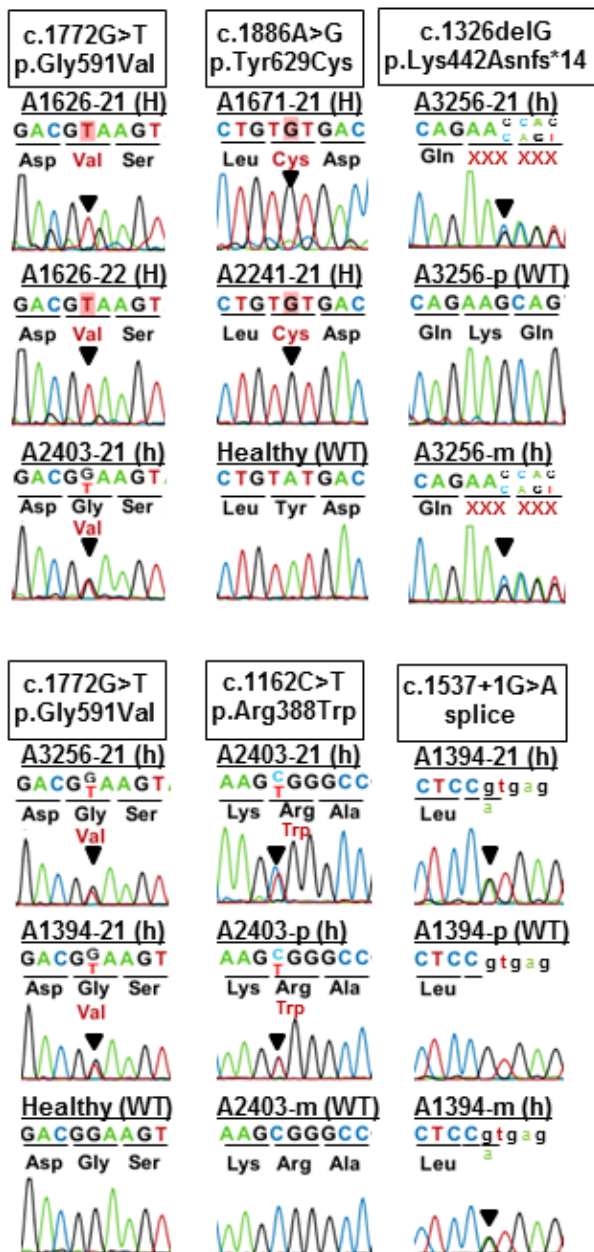 c.1772G>T
p.Gly591Val
A1626-21 (H)
GACGTAAGT
Asp Val Ser
A1626-22 (H)
GACGTAAGT
Asp Val Ser
A2403-21 (h)
GACGGAAGT
T
Asp Gly Ser
Val
c.1886A>G
p.Tyr629Cys
A1671-21 (H)
CTGTGTGAC
Leu Cys Asp
A2241-21 (H)
CTGTGTGAC
Leu Cys Asp
Healthy (WT)
CTGTATGAC
Leu Tyr Asp
c.1326delG
p.Lys442Asnfs*14
A3256-21 (h)
CAGAAGCAG
CAGT
Gln XXX XXX
A3256-p (WT)
CAGAAGCAG
Gln Lys Gln
A3256-m (h)
CAGAAGCAG
CAGT
Gln XXX XXX
c.1772G>T
p.Gly591Val
A3256-21 (h)
GACGGAAGT
T
Asp Gly Ser
Val
A1394-21 (h)
GACGGAAGT
T
Asp Gly Ser
Val
Healthy (WT)
GACGGAAGT
Asp Gly Ser
c.1162C>T
p.Arg388Trp
A2403-21 (h)
AAGCGGGCC
T
Lys Arg Ala
Trp
A2403-p (h)
AAGCGGGCC
T
Lys Arg Ala
Trp
A2403-m (WT)
AAGCGGGCC
Lys Arg Ala
c.1537+1G>A
splice
A1394-21 (h)
CTCCgtgag
a
Leu
A1394-p (WT)
CTCCgtgag
Leu
A1394-m (h)
CTCCgtgag
a
Leu